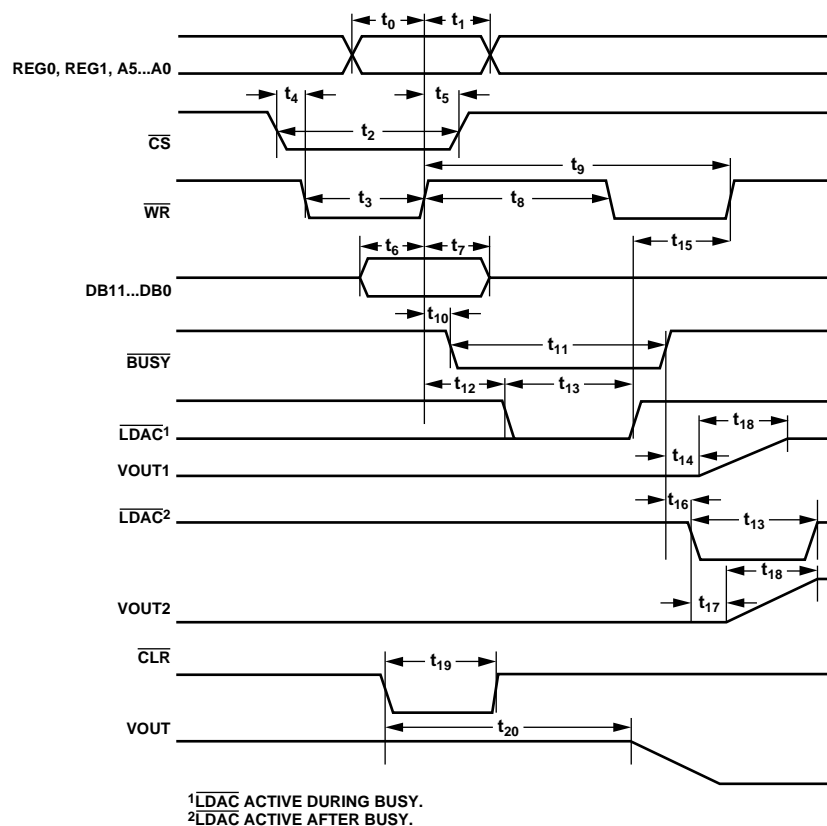 t0 t1
REG0, REG1, A5...A0
t4 t5
t2
CS
t9
WR
t3 t8
t15
t6 t7
DB11...DB0
t10
t11
BUSY
t12 t13
LDAC1
t18
VOUT1
t14
t16
LDAC2
t13
t18
VOUT2
t17
CLR
t19
VOUT
t20
1LDAC ACTIVE DURING BUSY.
2LDAC ACTIVE AFTER BUSY.